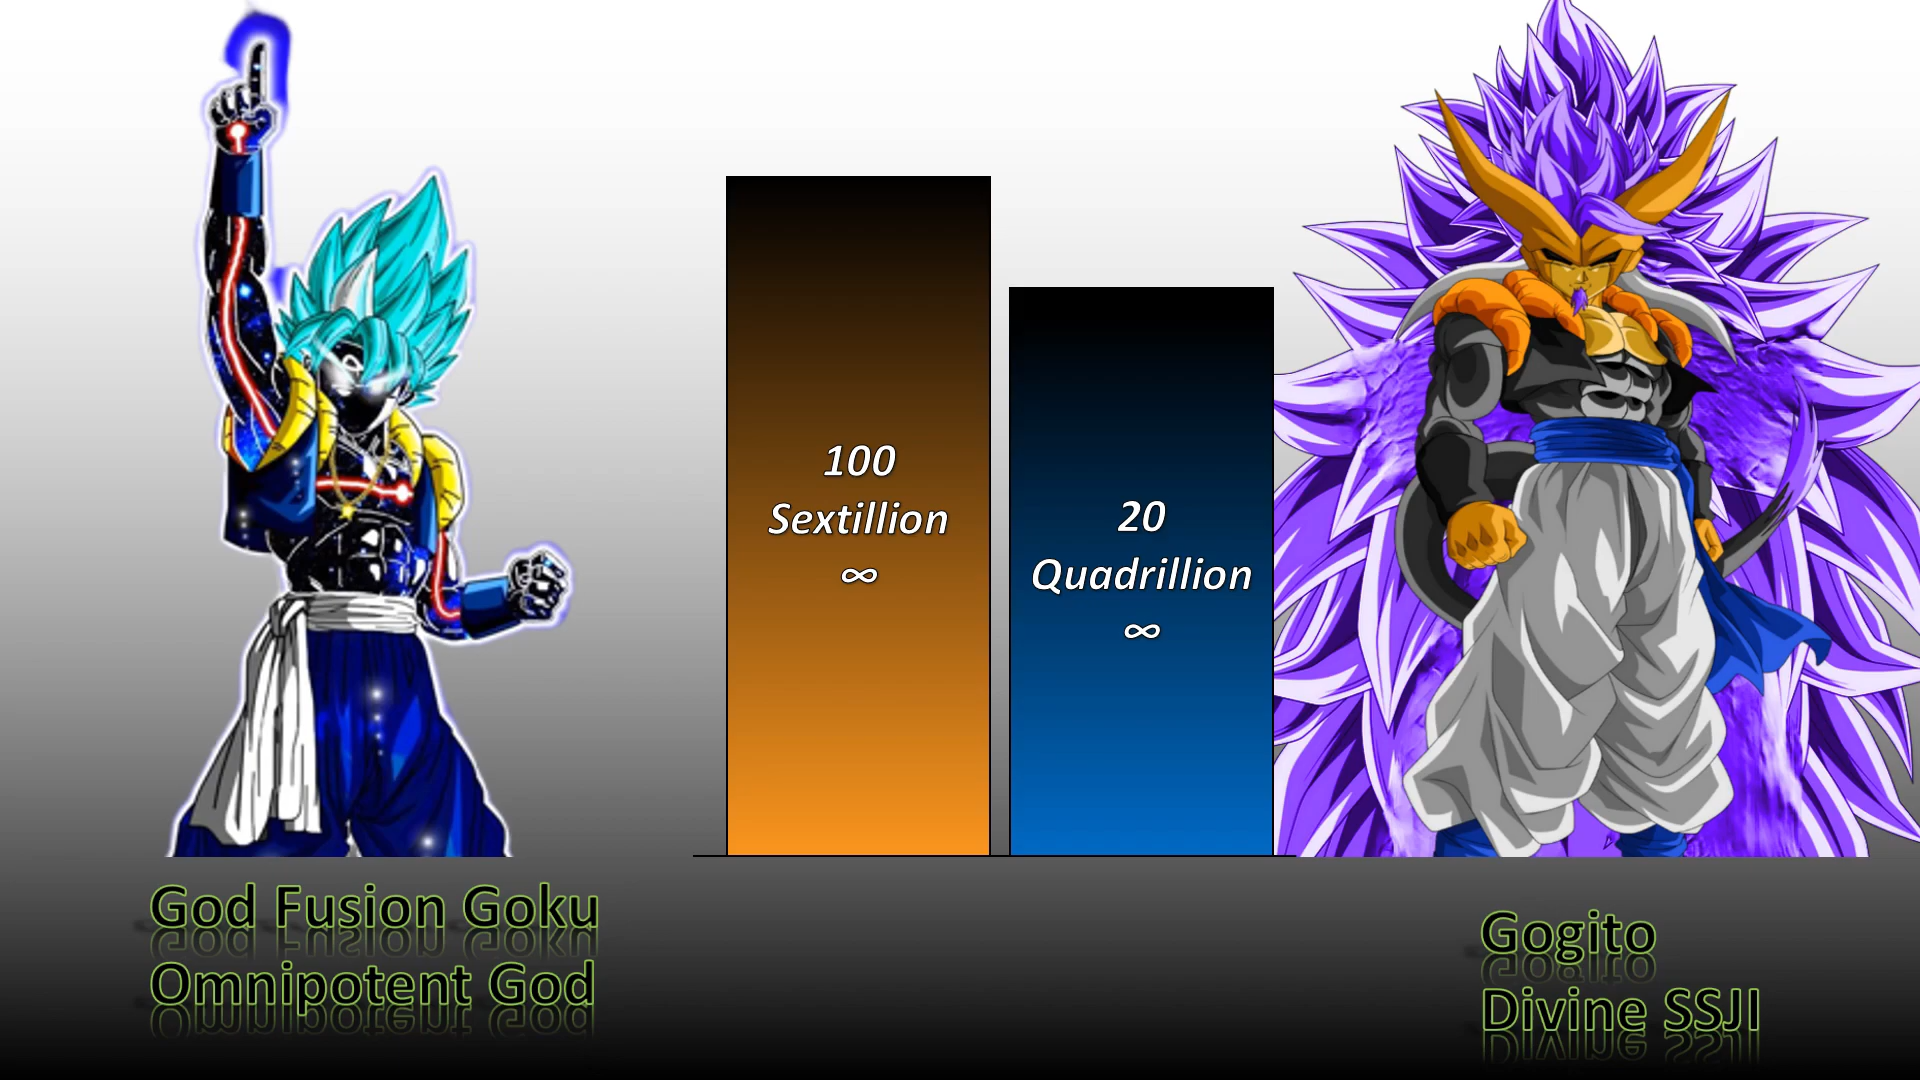 100
Sextillion
∞
20
Quadrillion
∞
God Fusion Goku
Omnipotent God
Gogito
Divine SSJI